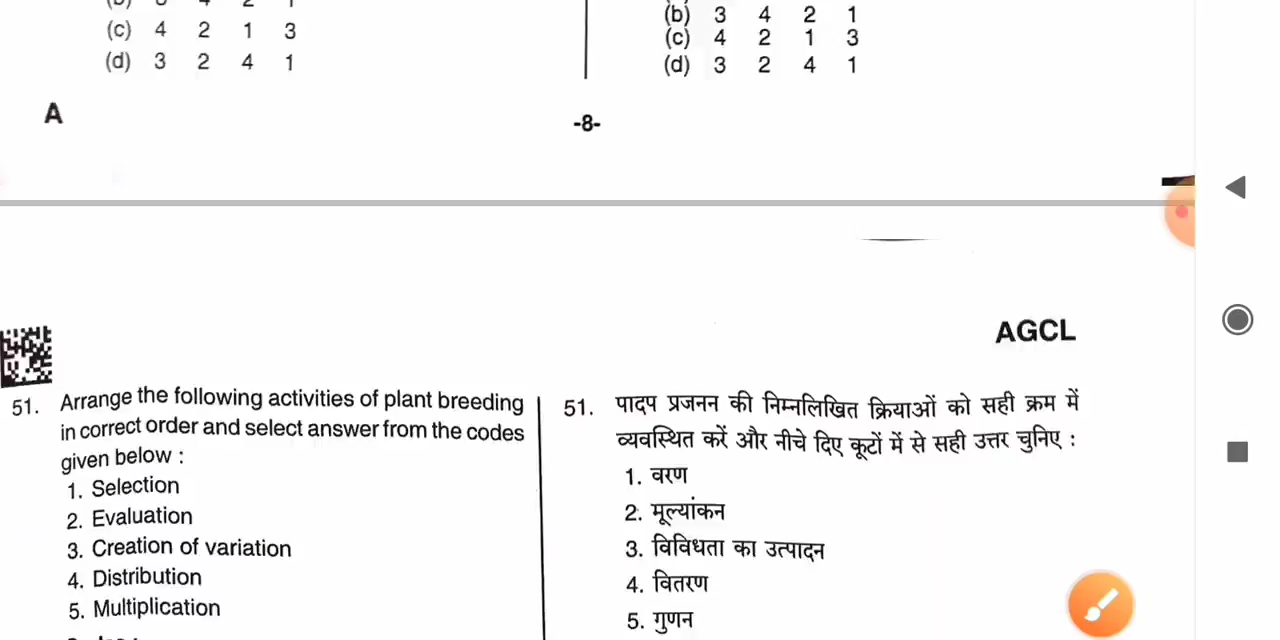 (c) 4 2 1 3
(d) 3 2 4 1
(b) 3 4 2 1
(c) 4 2 1 3
(d) 3 2 4 1
A
-8-
AGCL
51. Arrange the following activities of plant breeding
in correct order and select answer from the codes
given below :
1. Selection
2. Evaluation
3. Creation of variation
4. Distribution
5. Multiplication
51. पादप प्रजनन की निम्नलिखित क्रियाओं को सही क्रम में
व्यवस्थित करें और नीचे दिए कूटों में से सही उत्तर चुनिए :
1. वरण
2. मूल्यांकन
3. विविधता का उत्पादन
4. वितरण
5. गुणन